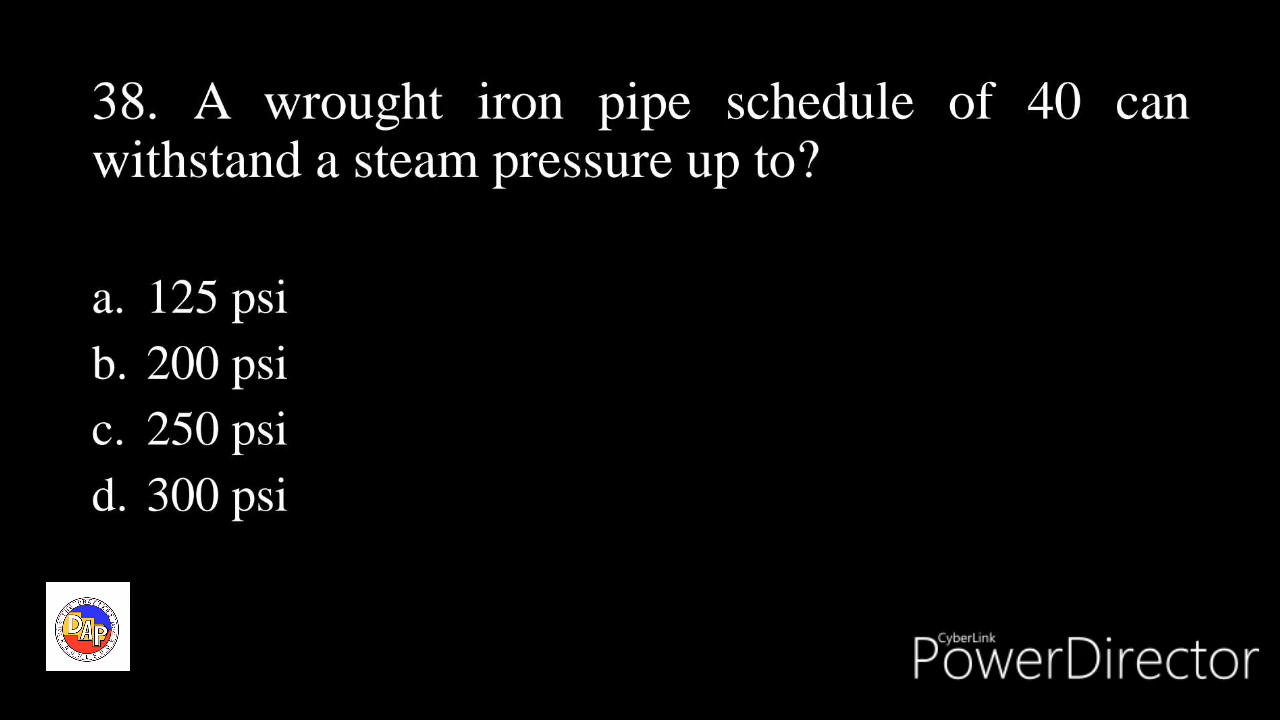 38. A wrought iron pipe schedule of 40 can
withstand a steam pressure up to?
a. 125 psi
b. 200 psi
c. 250 psi
d. 300 psi
DAP
CyberLink
PowerDirector